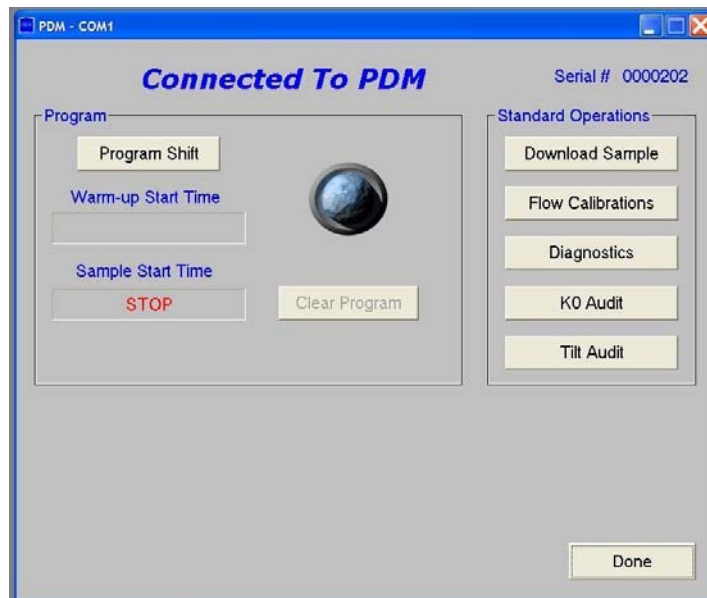 PDM - COM1
Connected To PDM
Serial # 0000202
Program
Program Shift
Warm-up Start Time
Sample Start Time
STOP
Clear Program
Standard Operations
Download Sample
Flow Calibrations
Diagnostics
K0 Audit
Tilt Audit
Done